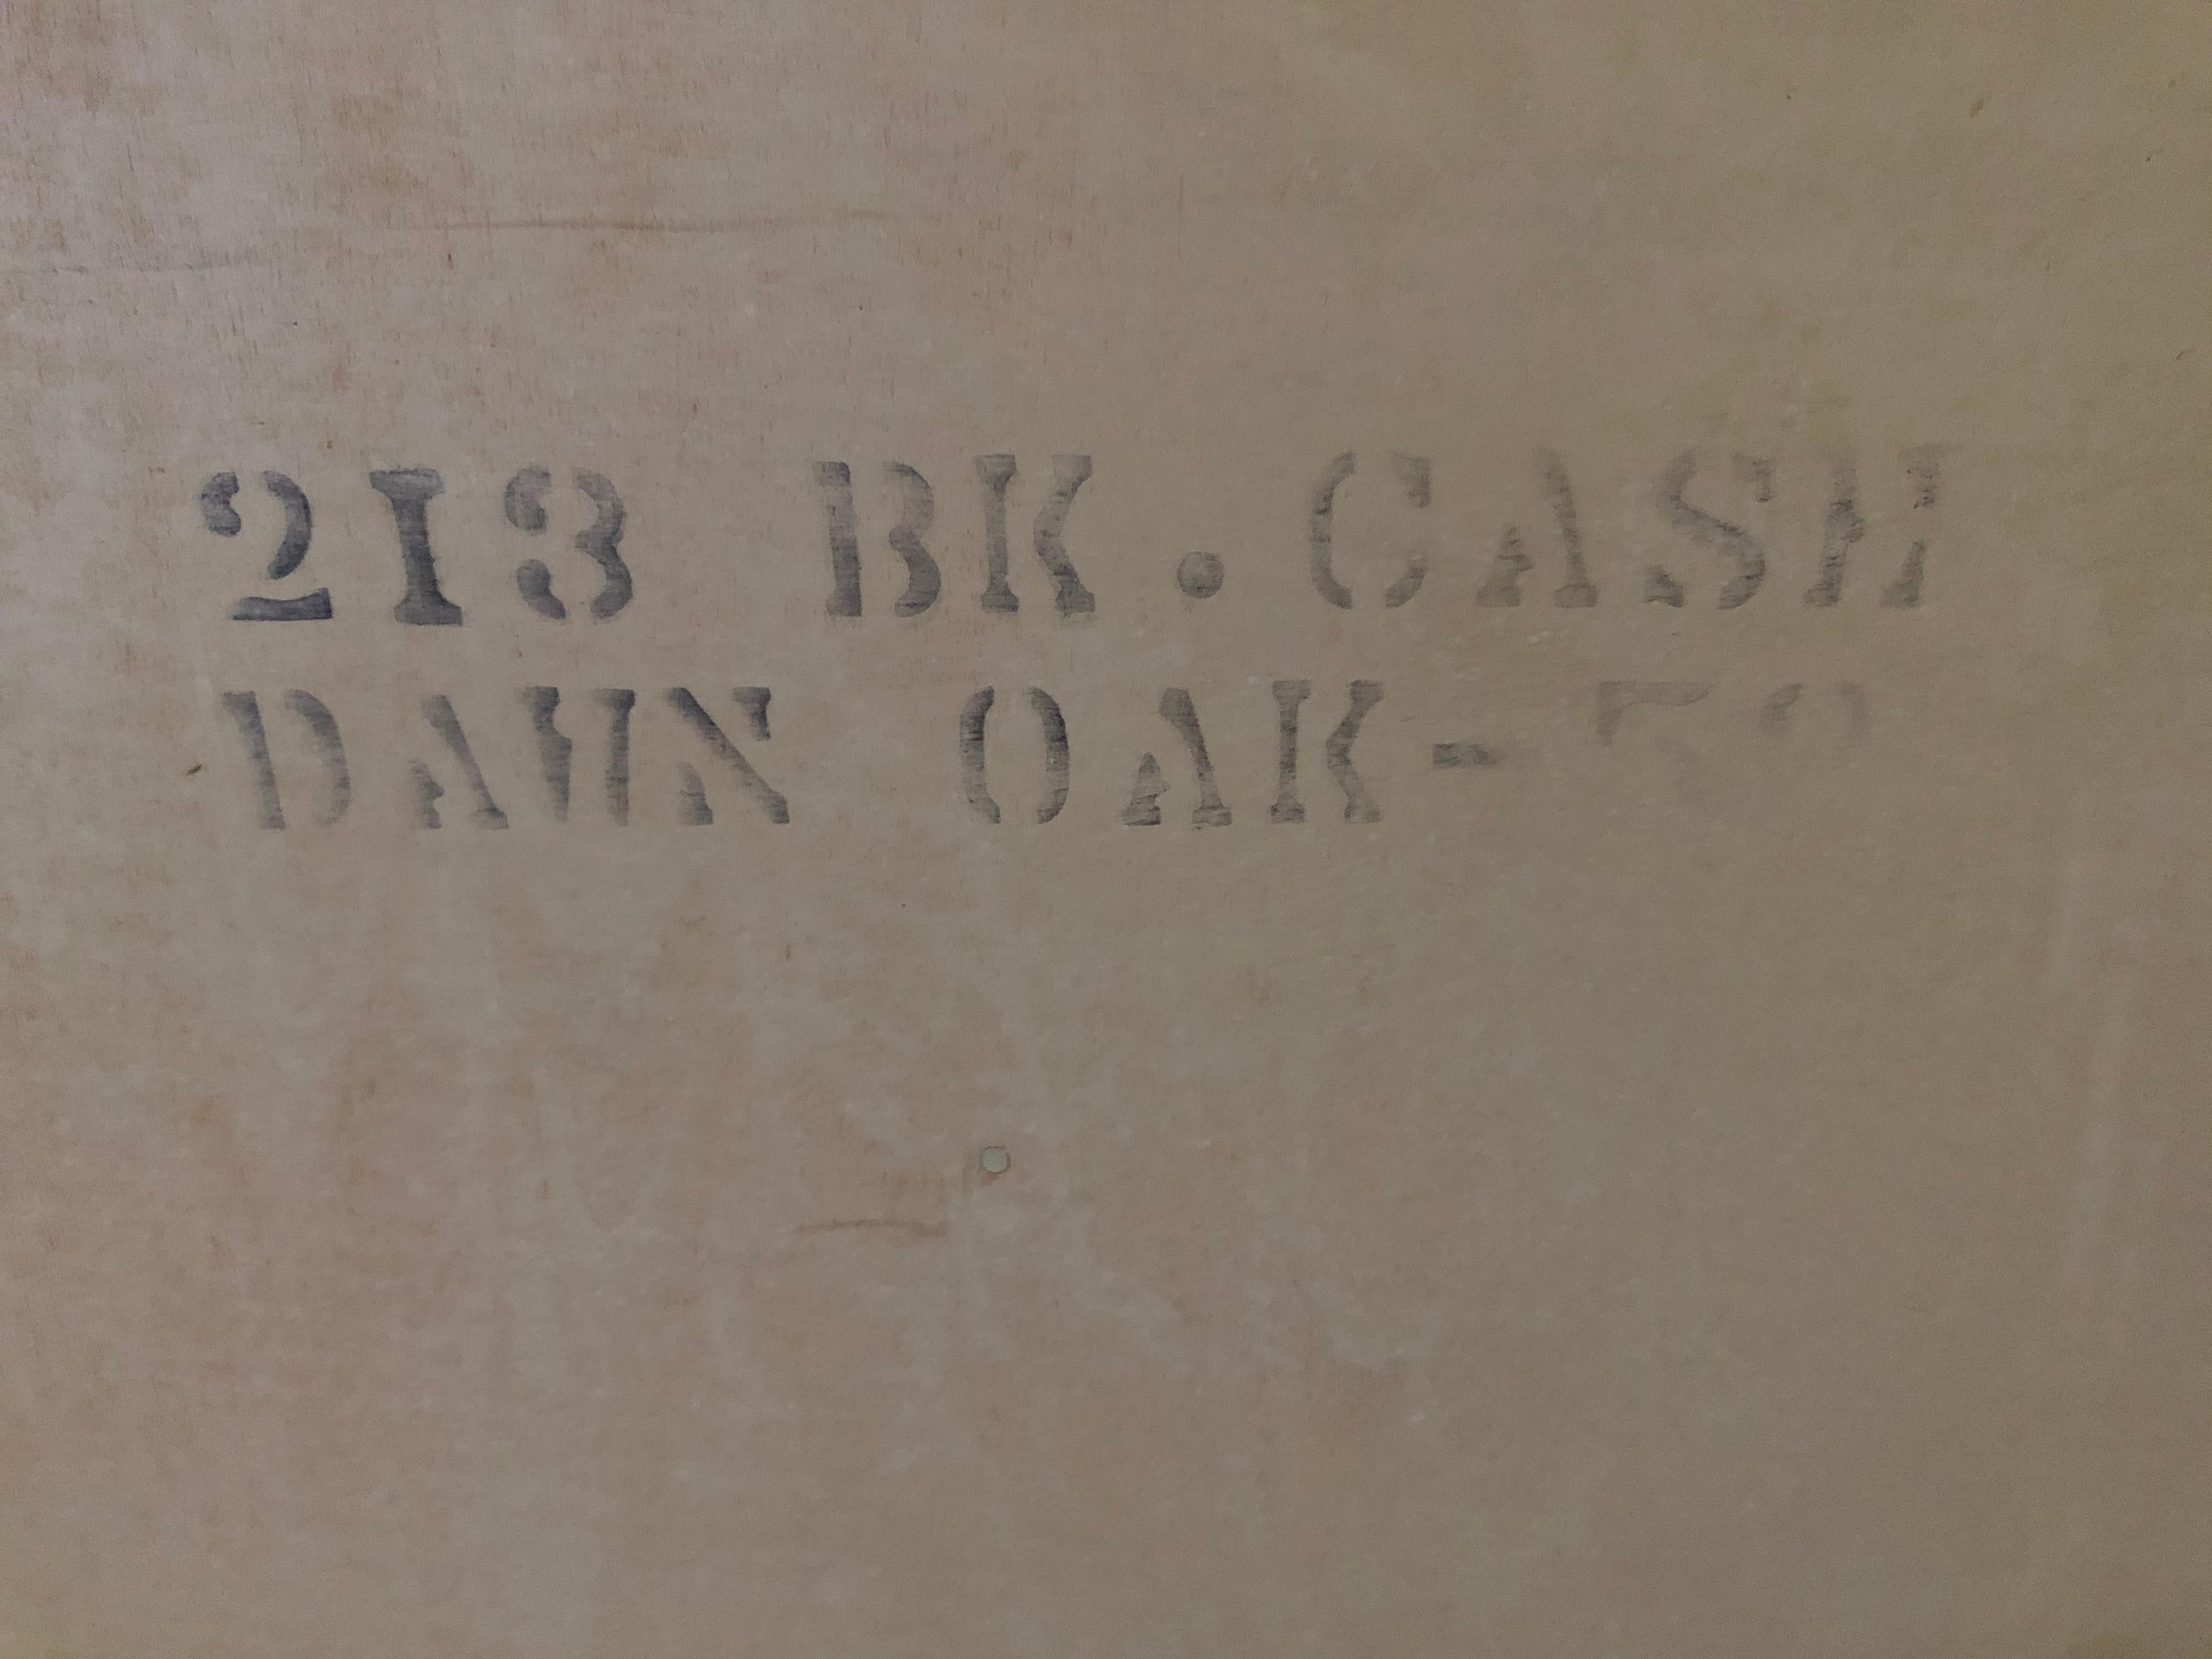 213 BK. CASE
DAWN OAK-